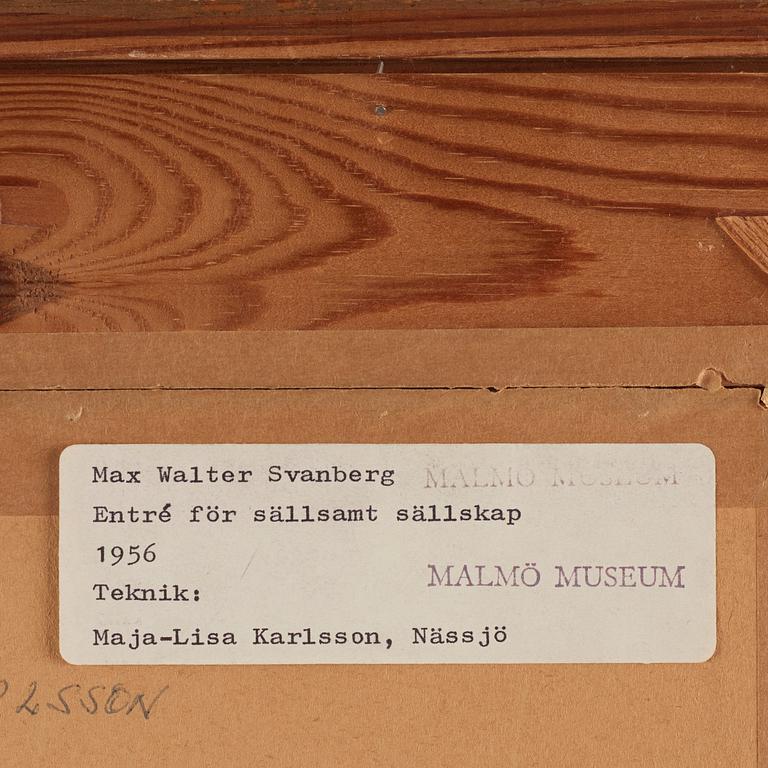 Max Walter Svanberg MALMÖ MUSEUM
Entré för sällsamt sällskap
1956
MALMÖ MUSEUM
Teknik:
Maja-Lisa Karlsson, Nässjö